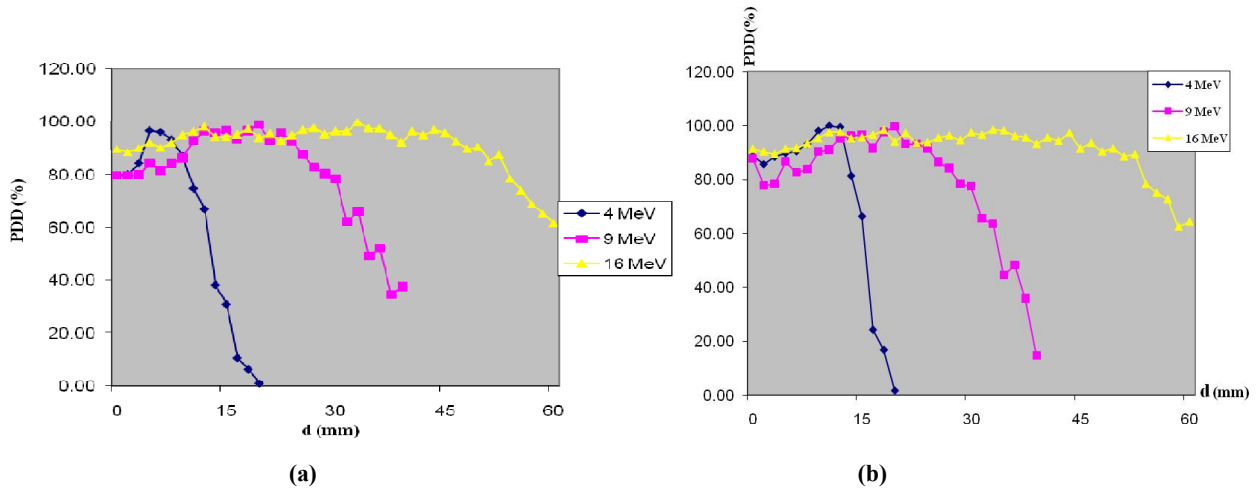 PDD (%)
120.00
100.00
80.00
60.00
40.00
20.00
0.00
0 15 30 45 60
d (mm)
4 MeV
9 MeV
16 MeV
(a)
PDD(%)
120.00
100.00
80.00
60.00
40.00
20.00
0.00
0 15 30 45 60
d (mm)
4 MeV
9 MeV
16 MeV
(b)